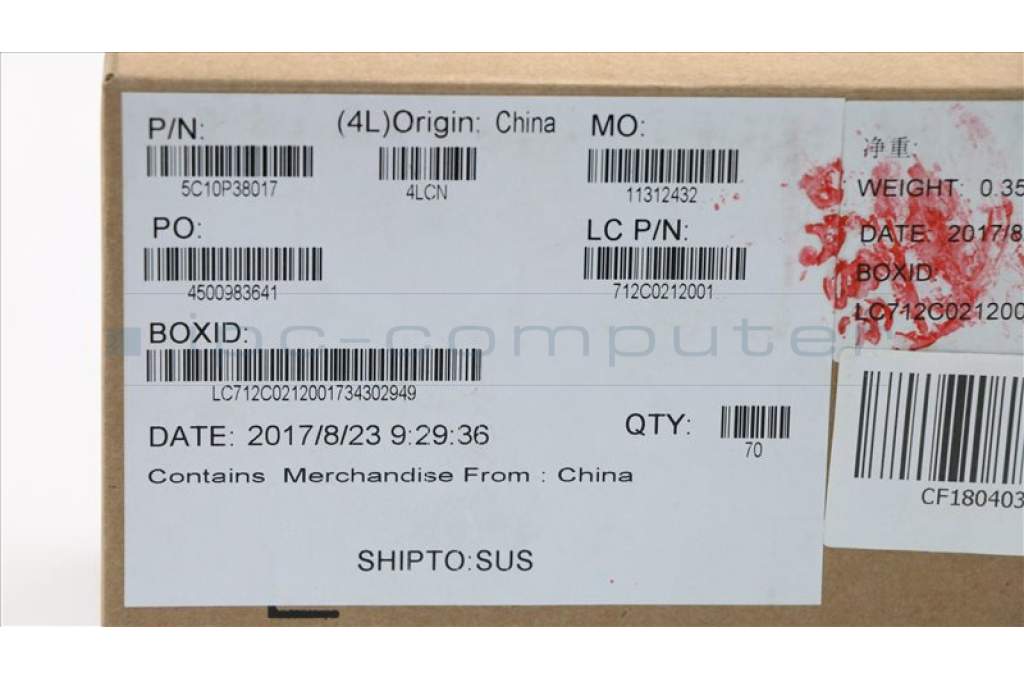 P/N: (4L)Origin: China MO:
5C10P38017 4LCN 11312432
PO: LC P/N:
4500983641 712C0212001
BOXID:
LC712C0212001734302949
DATE: 2017/8/23 9:29:36 QTY:
70
Contains Merchandise From : China
SHIPTO:SUS
净重:
WEIGHT: 0.35
DATE: 2017/8
BOXID
LC712C021200
CF180403
ipc-computer